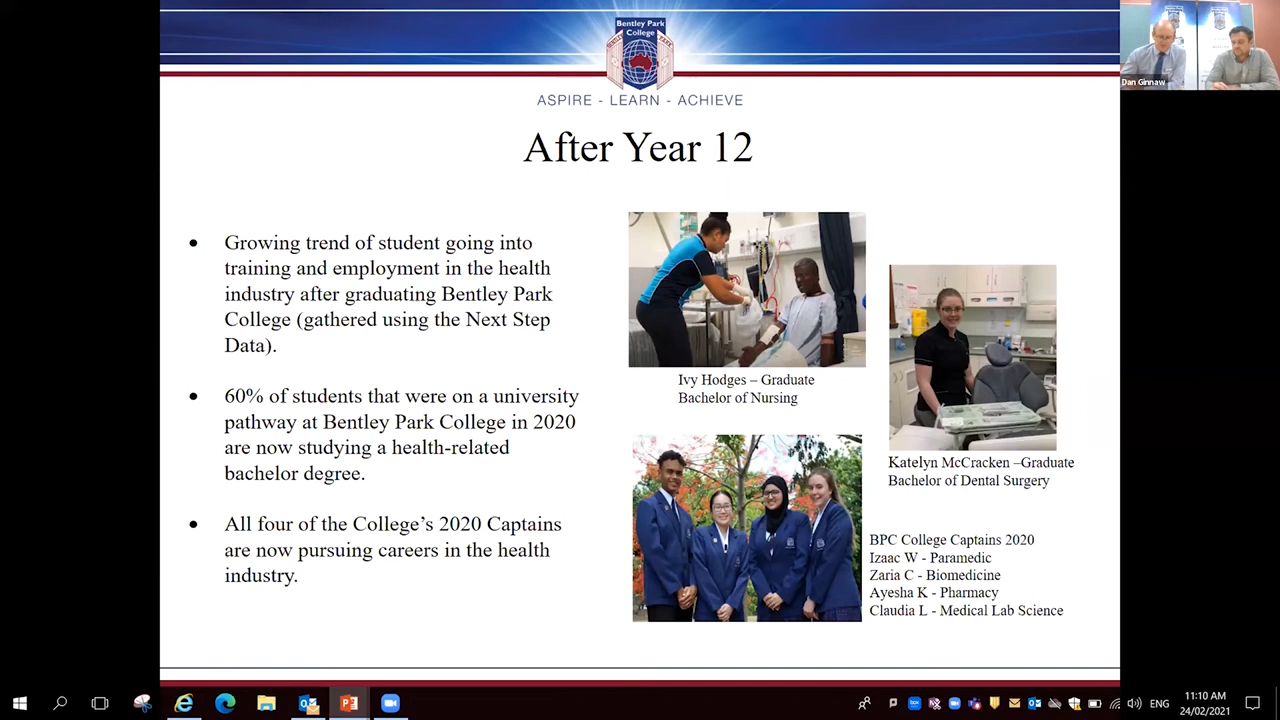 Bentley Park
College
ASPIRE - LEARN - ACHIEVE
Dan Ginnaw
After Year 12
• Growing trend of student going into
training and employment in the health
industry after graduating Bentley Park
College (gathered using the Next Step
Data).
• 60% of students that were on a university
pathway at Bentley Park College in 2020
are now studying a health-related
bachelor degree.
• All four of the College’s 2020 Captains
are now pursuing careers in the health
industry.
Ivy Hodges – Graduate
Bachelor of Nursing
Katelyn McCracken –Graduate
Bachelor of Dental Surgery
BPC College Captains 2020
Izaac W - Paramedic
Zaria C - Biomedicine
Ayesha K - Pharmacy
Claudia L - Medical Lab Science
ENG
11:10 AM
24/02/2021